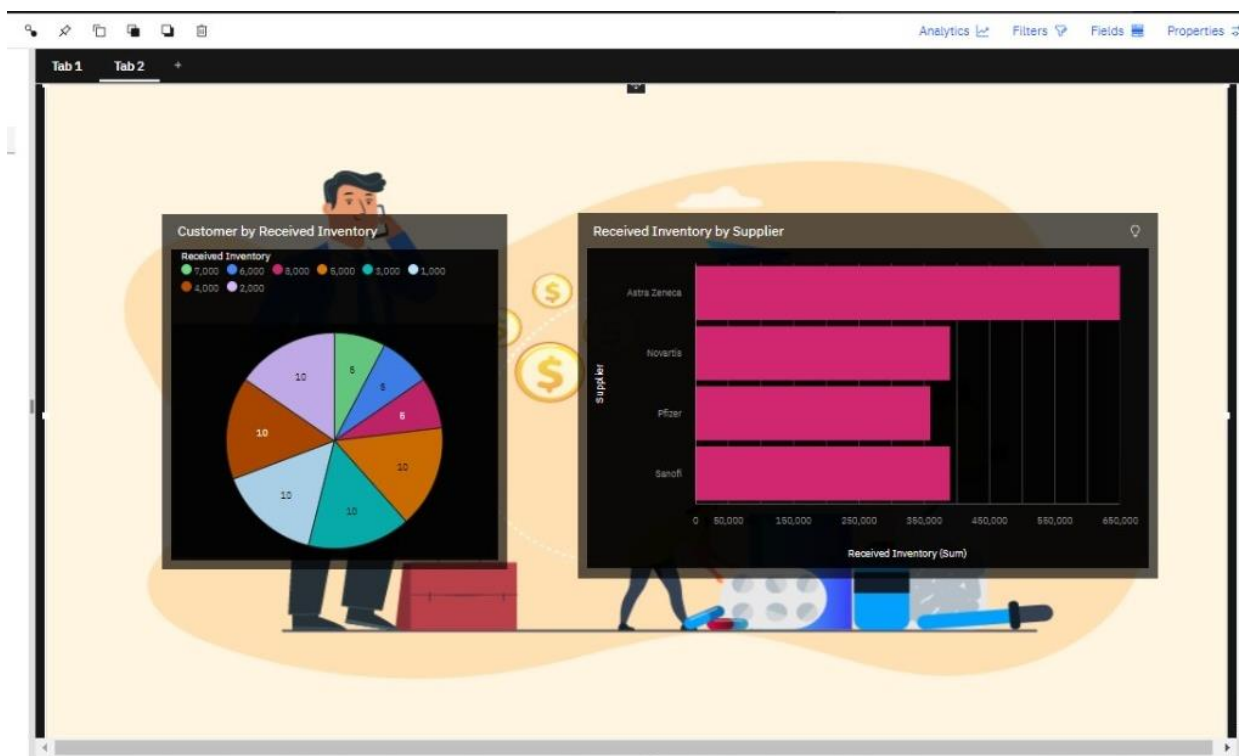 Analytics Filters Fields Properties
Tab 1 Tab 2 +
Customer by Received Inventory
Received Inventory
7,000 6,000 8,000 5,000 3,000 1,000
4,000 2,000
10 5 5
5
10 10
10 10
Received Inventory by Supplier
Supplier
Astra Zeneca
Novartis
Pfizer
Sanofi
0 50,000 150,000 250,000 350,000 450,000 550,000 650,000
Received Inventory (Sum)
$
$